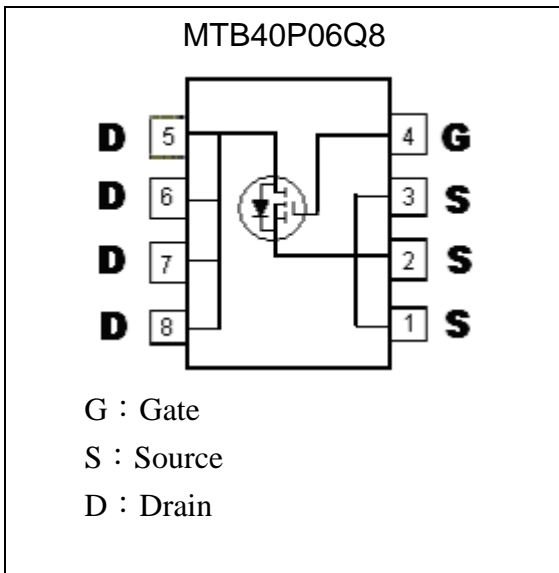 MTB40P06Q8
D 5 4 G
D 6 3 S
D 7 2 S
D 8 1 S
G：Gate
S：Source
D：Drain